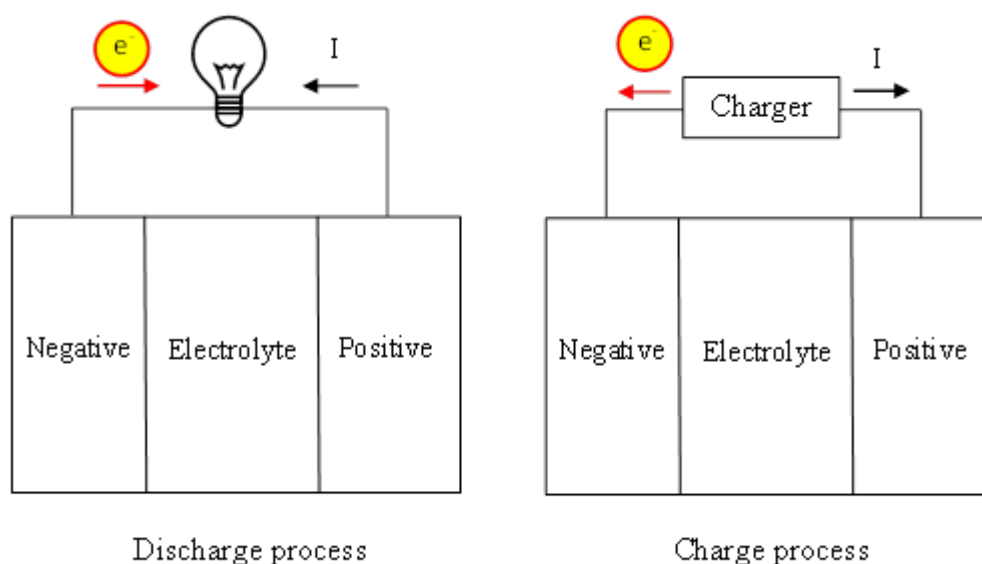 e⁻
I
Negative
Electrolyte
Positive
Discharge process
e⁻
I
Charger
Negative
Electrolyte
Positive
Charge process